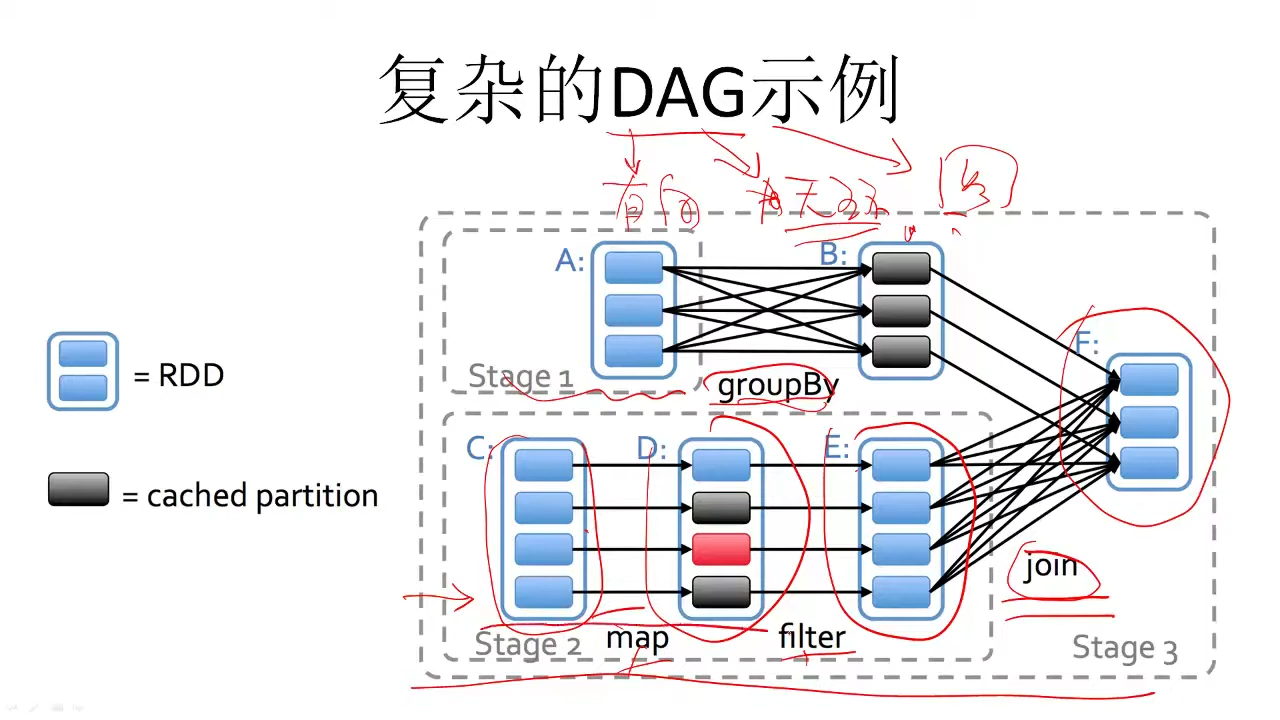 复杂的DAG示例
有向 无环 图
A:
B:
= RDD
Stage 1
groupBy
F:
C:
D:
E:
= cached partition
join
Stage 2
map
filter
Stage 3